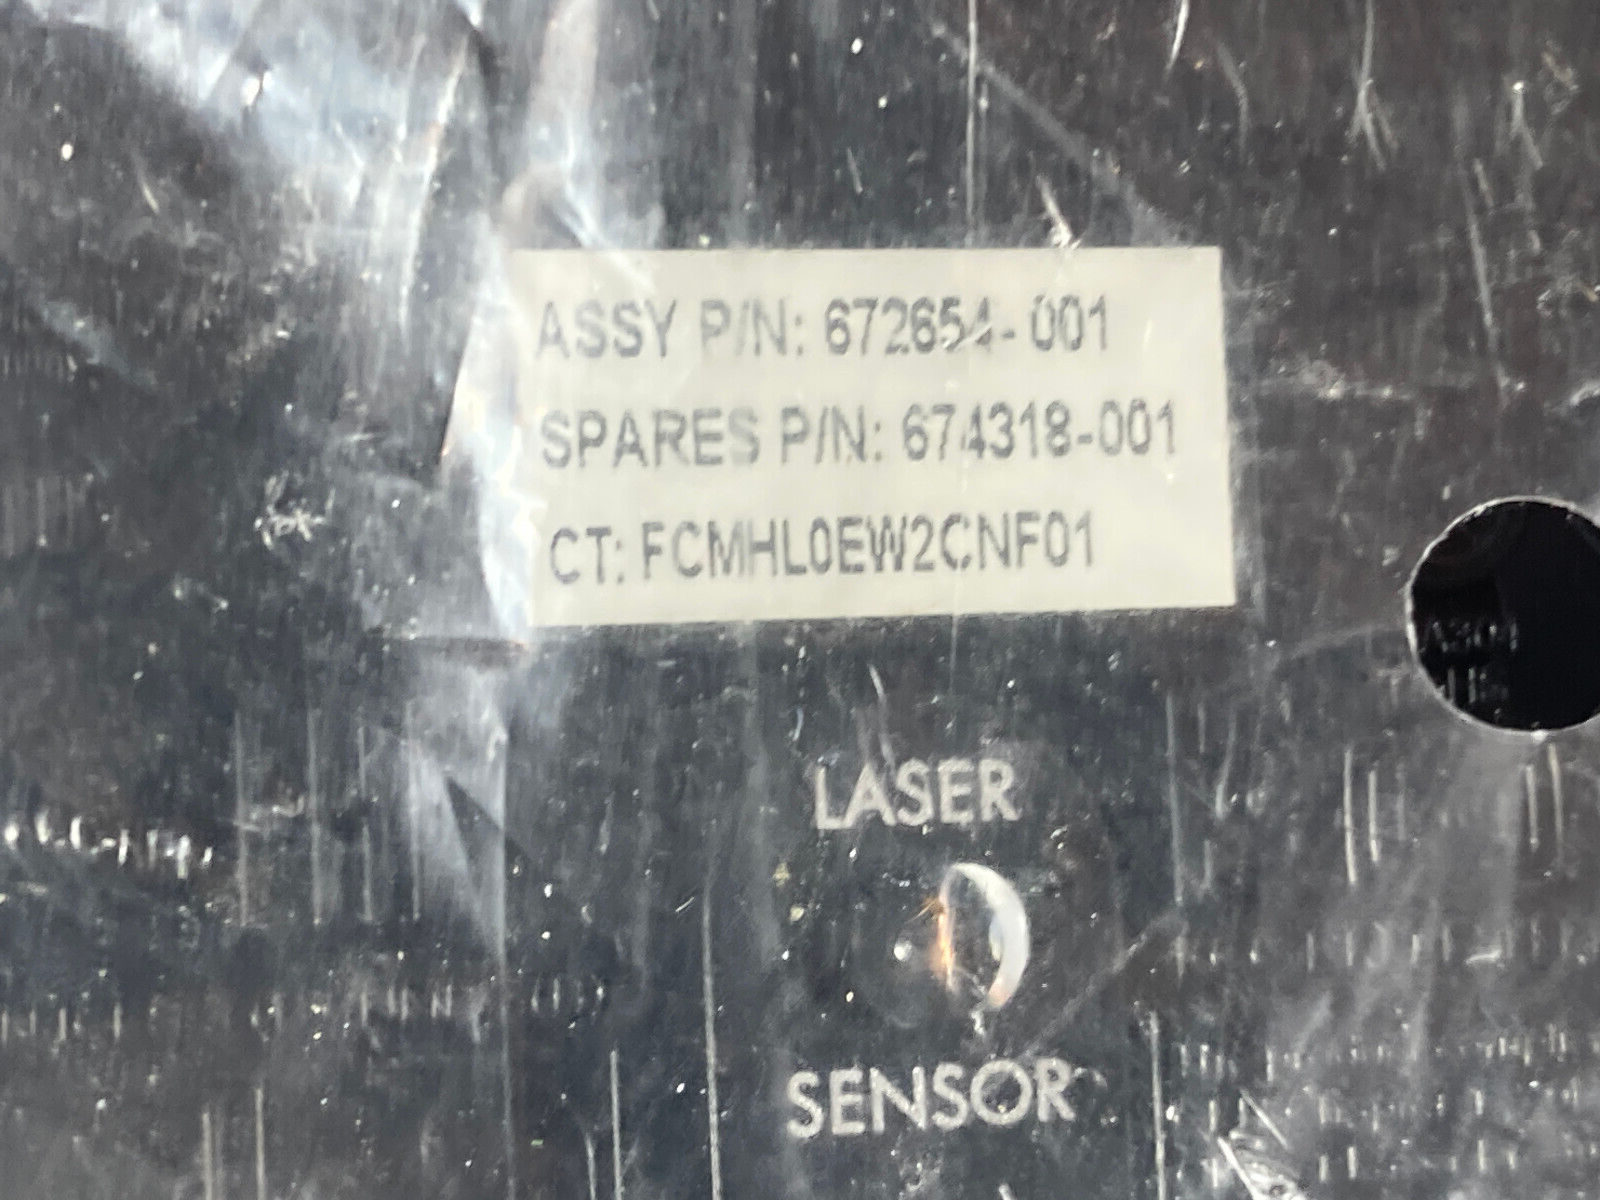 ASSY P/N: 672654-001
SPARES P/N: 674318-001
CT: FCMHL0EW2CNF01
LASER
SENSOR